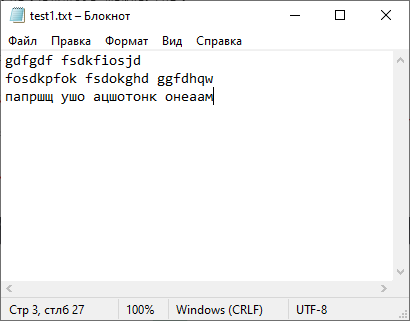 test1.txt – Блокнот
Файл Правка Формат Вид Справка
gdfgdf fsdkfiosjd
fosdkpfok fsdokghd ggfdhqw
папршщ ушо ацшотонк онеаам
Стр 3, стлб 27 100% Windows (CRLF) UTF-8